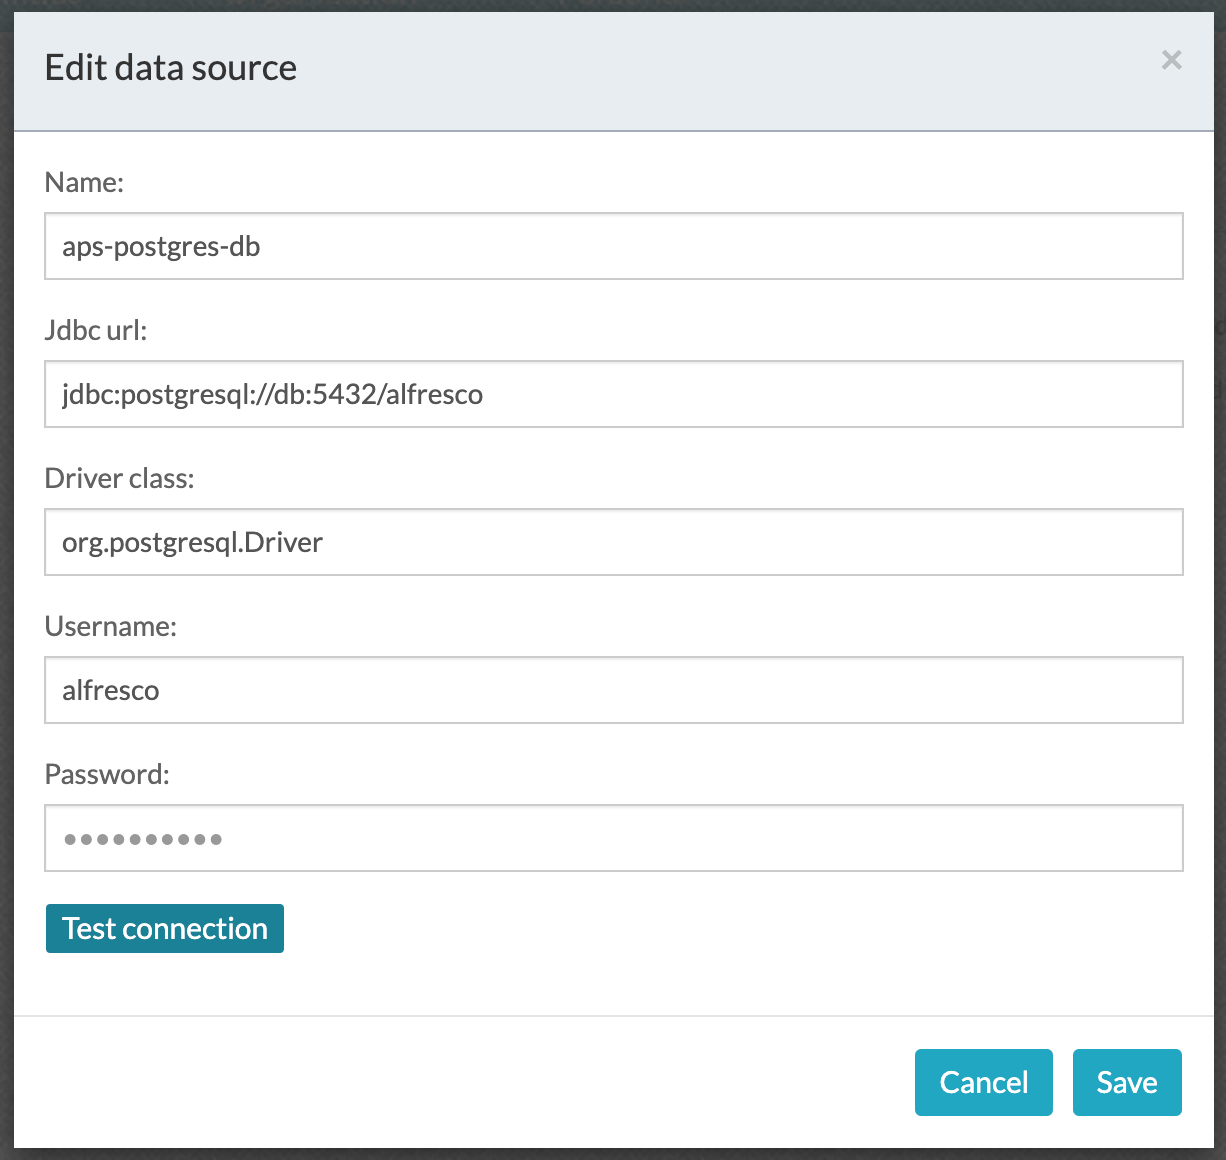 Edit data source
×
Name:
aps-postgres-db
Jdbc url:
jdbc:postgresql://db:5432/alfresco
Driver class:
org.postgresql.Driver
Username:
alfresco
Password:
••••••••••
Test connection
Cancel Save